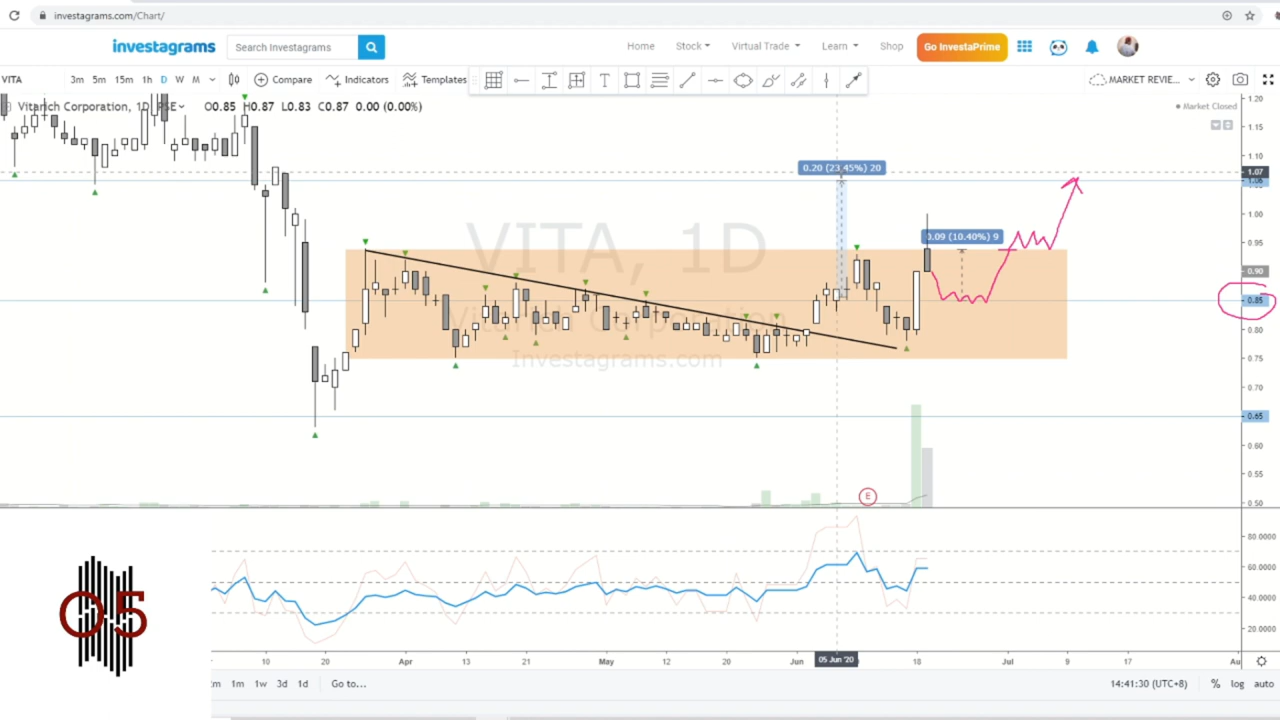 investagrams.com/Chart/
investagrams
Search Investagrams
Home
Stock
Virtual Trade
Learn
Shop
Go InvestaPrime
VITA
3m 5m 15m 1h D W M
Compare
Indicators
Templates
MARKET REVIE...
Vitarich Corporation, 1D, PSE
O0.85 H0.87 L0.83 C0.87 0.00 (0.00%)
Market Closed
VITA, 1D
Vitarich Corporation
Investagrams.com
0.20 (23.45%) 20
0.09 (10.40%) 9
E
1.20
1.15
1.10
1.07
1.06
1.00
0.95
0.90
0.85
0.80
0.75
0.70
0.65
0.60
0.55
0.50
80.0000
60.0000
40.0000
20.0000
10 20 Apr 13 21 May 12 20 Jun 05 Jun '20 18 Jul 9 17 Au
1m 1w 3d 1d Go to...
14:41:30 (UTC+8) % log auto
05